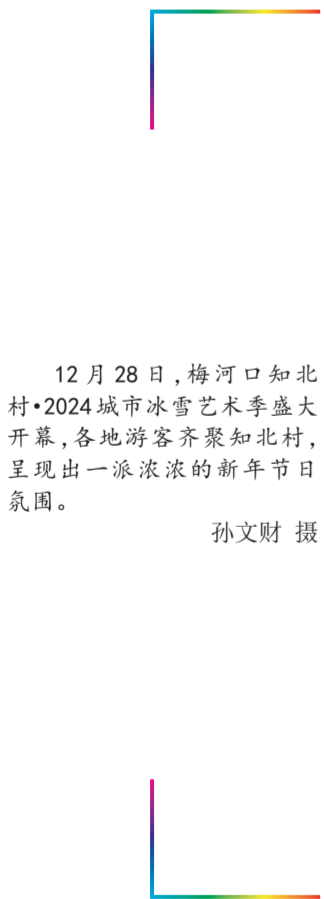 12月28日,梅河口知北
村•2024城市冰雪艺术季盛大
开幕,各地游客齐聚知北村,
呈现出一派浓浓的新年节日
氛围。
孙文财 摄